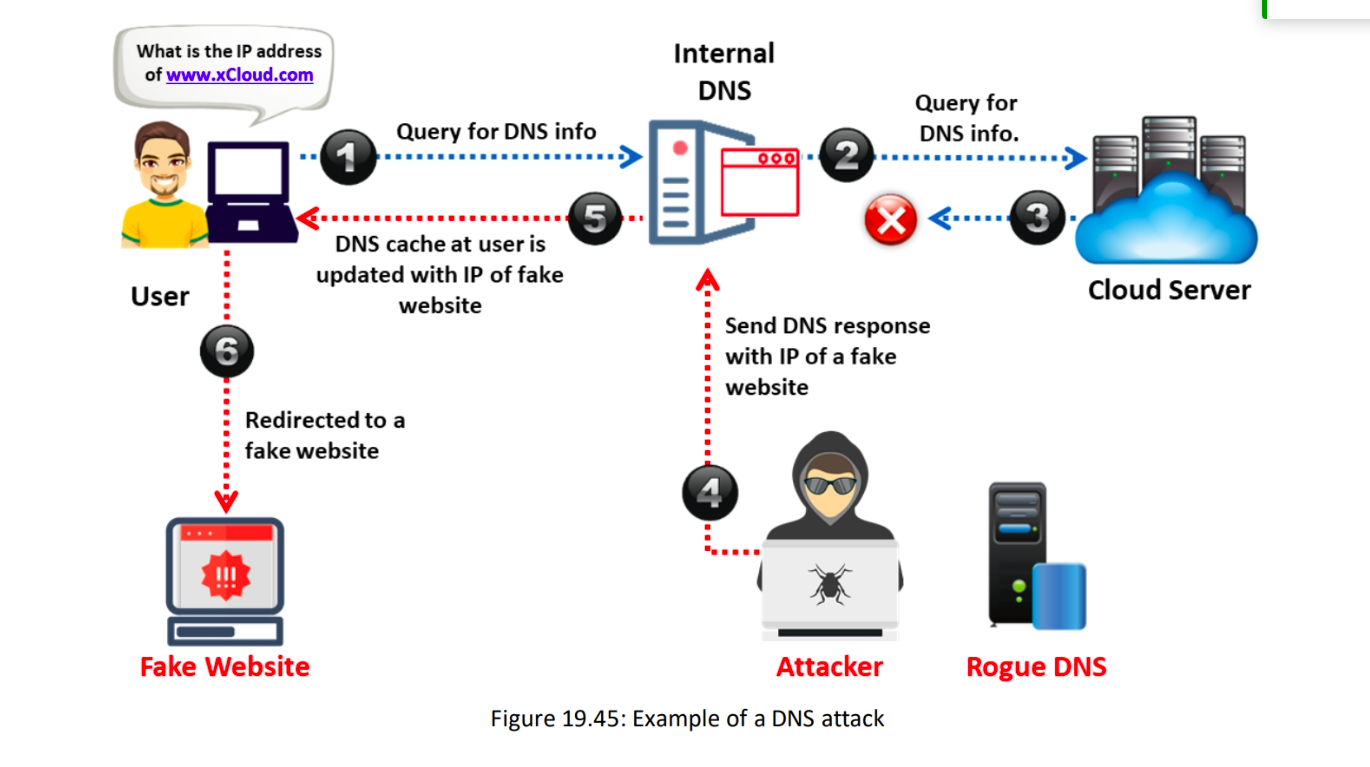 What is the IP address
of www.xCloud.com
Internal
DNS
Query for
DNS info.
1
Query for DNS info
2
5
3
DNS cache at user is
updated with IP of fake
website
User
Cloud Server
6
Send DNS response
with IP of a fake
website
Redirected to a
fake website
4
!!!
Fake Website
Attacker
Rogue DNS
Figure 19.45: Example of a DNS attack